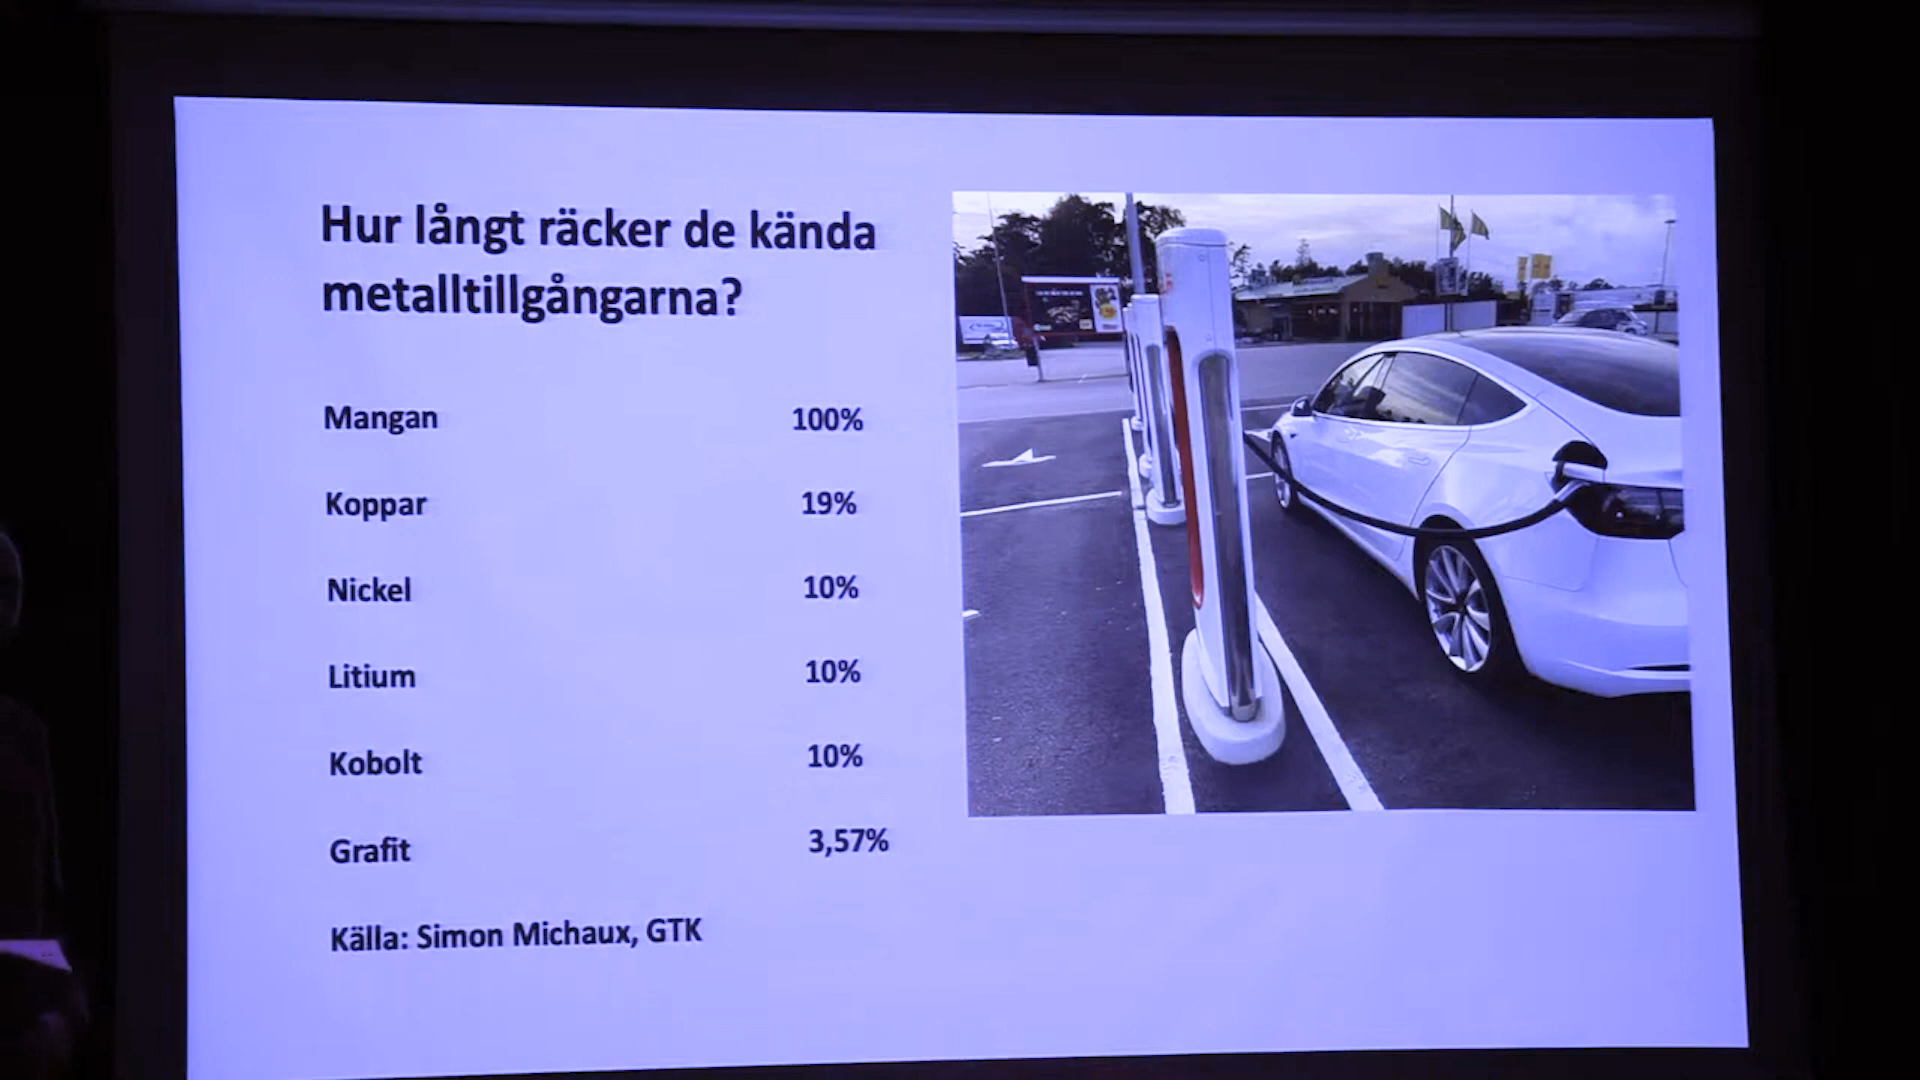 Hur långt räcker de kända
metalltillgångarna?
Mangan 100%
Koppar 19%
Nickel 10%
Litium 10%
Kobolt 10%
Grafit 3,57%
Källa: Simon Michaux, GTK